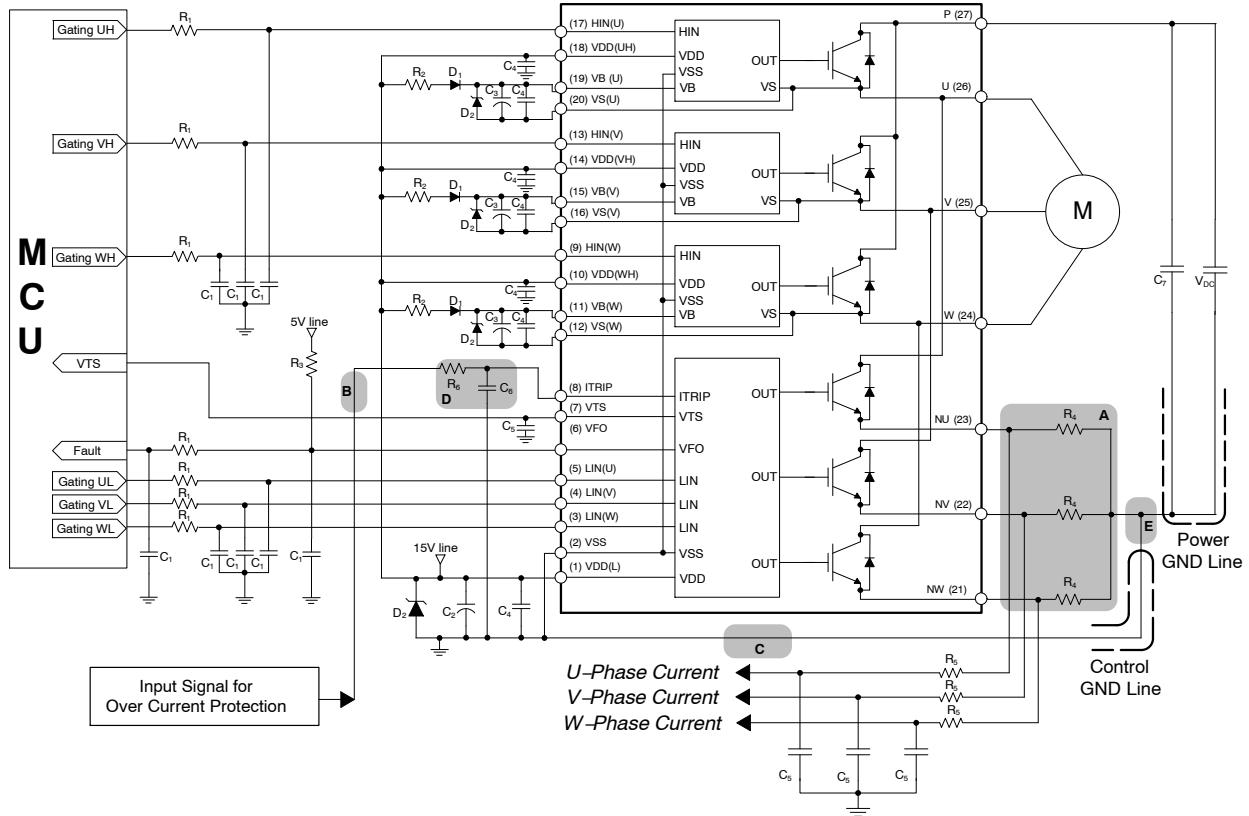 MCU
Gating UH
R1
Gating VH
R1
Gating WH
R1
C1 C1 C1
VTS
Fault
R1
Gating UL
R1
Gating VL
R1
Gating WL
C1
C1 C1 C1
C1
5V line
R3
R2 D1
C3 C4
D2
C4
R2 D1
C3 C4
D2
C4
R2 D1
C3 C4
D2
C4
B
R6
D
C6
C5
15V line
D2
C2
C4
(17) HIN(U)
(18) VDD(UH)
(19) VB (U)
(20) VS(U)
(13) HIN(V)
(14) VDD(VH)
(15) VB(V)
(16) VS(V)
(9) HIN(W)
(10) VDD(WH)
(11) VB(W)
(12) VS(W)
(8) ITRIP
(7) VTS
(6) VFO
(5) LIN(U)
(4) LIN(V)
(3) LIN(W)
(2) VSS
(1) VDD(L)
HIN
VDD
VSS
VB
OUT
VS
HIN
VDD
VSS
VB
OUT
VS
HIN
VDD
VSS
VB
OUT
VS
ITRIP
VTS
VFO
LIN
LIN
LIN
VSS
VDD
OUT
OUT
OUT
P (27)
U (26)
V (25)
W (24)
NU (23)
NV (22)
NW (21)
M
C7
VDC
A
R4
R4
R4
E
Power
GND Line
Control
GND Line
C
Input Signal for
Over Current Protection
U–Phase Current
R5
V–Phase Current
R5
W–Phase Current
R5
C5 C5 C5